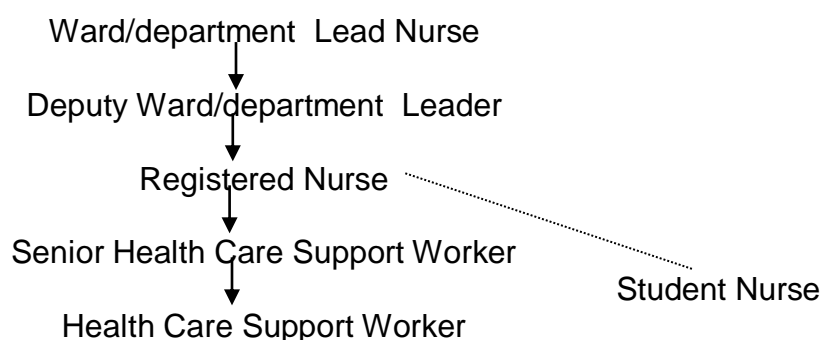 Ward/department Lead Nurse
Deputy Ward/department Leader
Registered Nurse
Senior Health Care Support Worker
Student Nurse
Health Care Support Worker